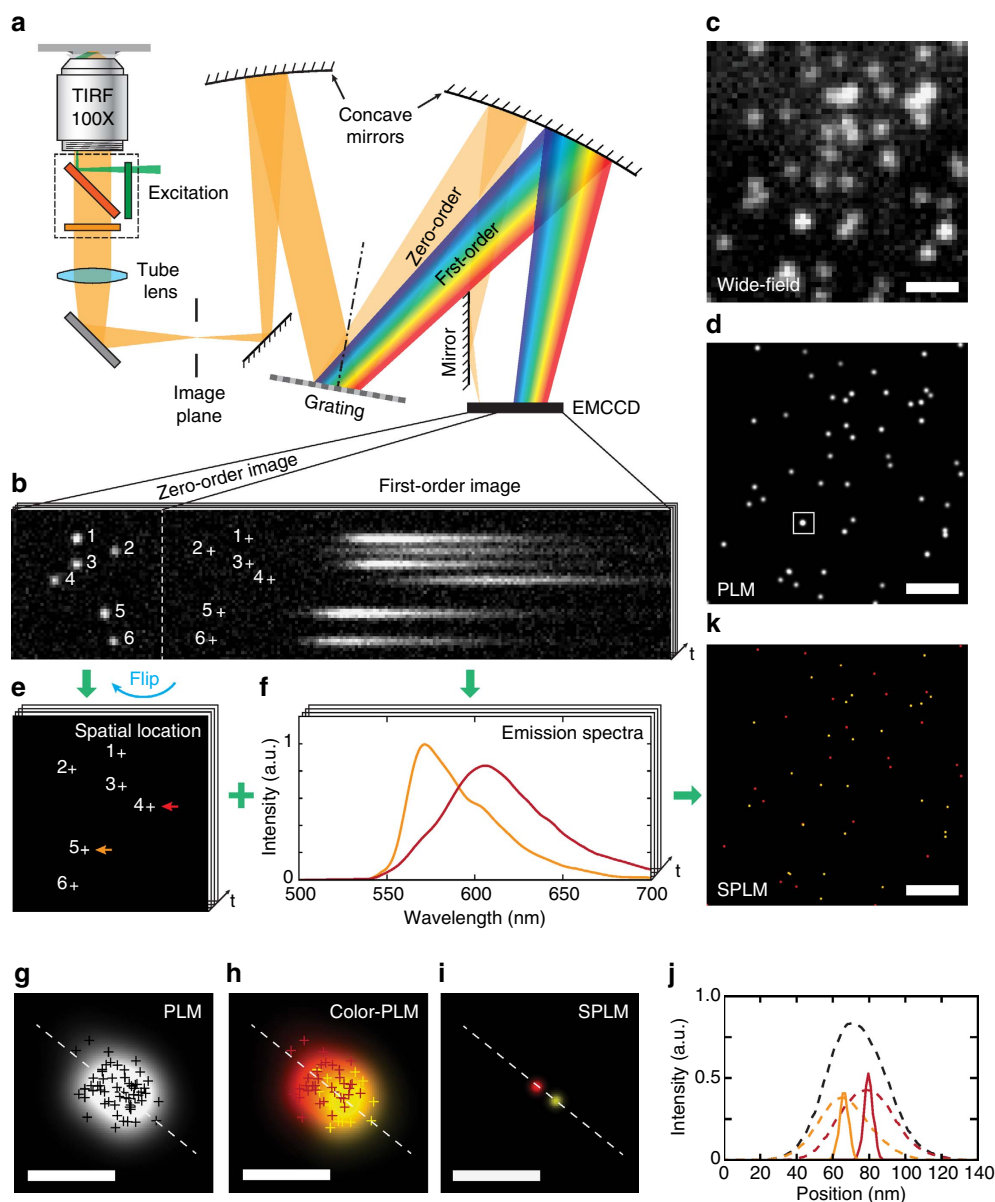 a
TIRF
100X
Excitation
Tube
lens
Image
plane
Concave
mirrors
Zero-order
Frst-order
Grating
Mirror
EMCCD
b
Zero-order image
First-order image
1
2
3
4
5
6
1+
2+
3+
4+
5+
6+
t
c
Wide-field
d
PLM
e
Flip
Spatial location
1+
2+
3+
4+
5+
6+
t
f
Emission spectra
Intensity (a.u.)
1
0
500
550
600
650
700
Wavelength (nm)
t
k
SPLM
g
PLM
h
Color-PLM
i
SPLM
j
Intensity (a.u.)
1.0
0.5
0
0 20 40 60 80 100 120 140
Position (nm)